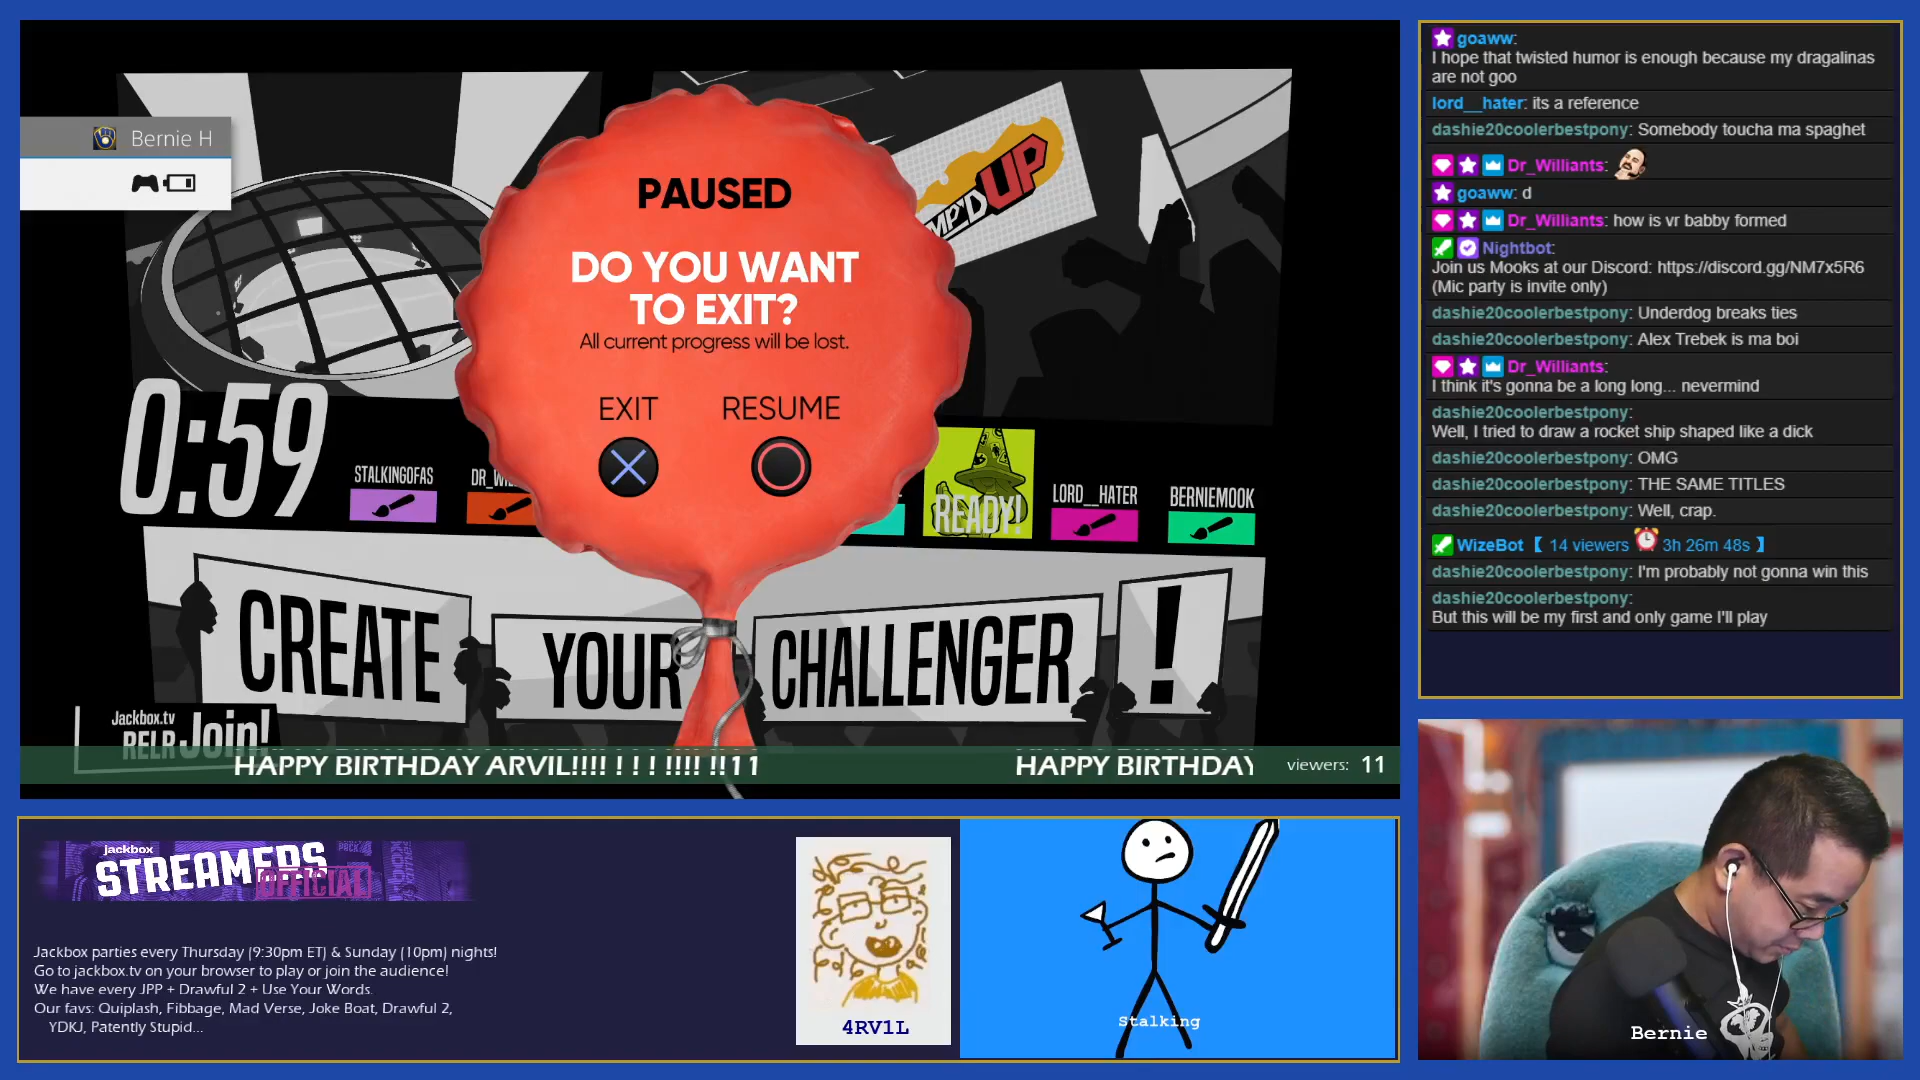 Bernie H
MP'D UP
PAUSED
DO YOU WANT
TO EXIT?
All current progress will be lost.
EXIT RESUME
0:59
STALKINGOFAS
READY!
LORD__HATER
BERNIEMOOK
CREATE YOUR CHALLENGER !
Jackbox.tv
RELR Join!
HAPPY BIRTHDAY ARVIL!!!! ! ! ! !!!! !!11 HAPPY BIRTHDAY
viewers: 11
goaww:
I hope that twisted humor is enough because my dragalinas
are not goo
lord__hater: its a reference
dashie20coolerbestpony: Somebody toucha ma spaghet
Dr_Williants:
goaww: d
Dr_Williants: how is vr babby formed
Nightbot:
Join us Mooks at our Discord: https://discord.gg/NM7x5R6
(Mic party is invite only)
dashie20coolerbestpony: Underdog breaks ties
dashie20coolerbestpony: Alex Trebek is ma boi
Dr_Williants:
I think it's gonna be a long long... nevermind
dashie20coolerbestpony:
Well, I tried to draw a rocket ship shaped like a dick
dashie20coolerbestpony: OMG
dashie20coolerbestpony: THE SAME TITLES
dashie20coolerbestpony: Well, crap.
WizeBot 【 14 viewers ⏰ 3h 26m 48s 】
dashie20coolerbestpony: I'm probably not gonna win this
dashie20coolerbestpony:
But this will be my first and only game I'll play
jackbox
STREAMERS
OFFICIAL
Jackbox parties every Thursday (9:30pm ET) & Sunday (10pm) nights!
Go to jackbox.tv on your browser to play or join the audience!
We have every JPP + Drawful 2 + Use Your Words.
Our favs: Quiplash, Fibbage, Mad Verse, Joke Boat, Drawful 2,
YDKJ, Patently Stupid...
4RV1L
Stalking
Bernie